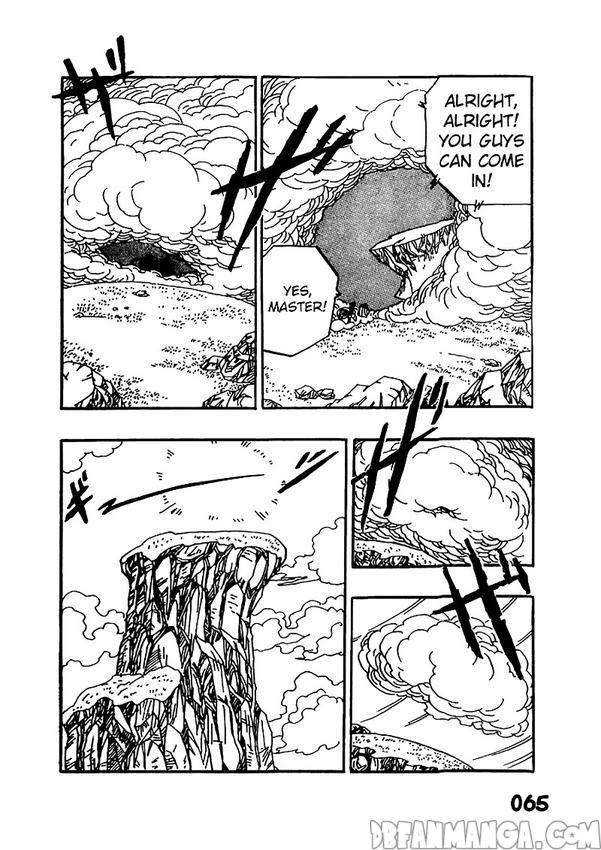 ALRIGHT,
ALRIGHT!
YOU GUYS
CAN COME
IN!
YES,
MASTER!
065
DBFANMANGA.COM